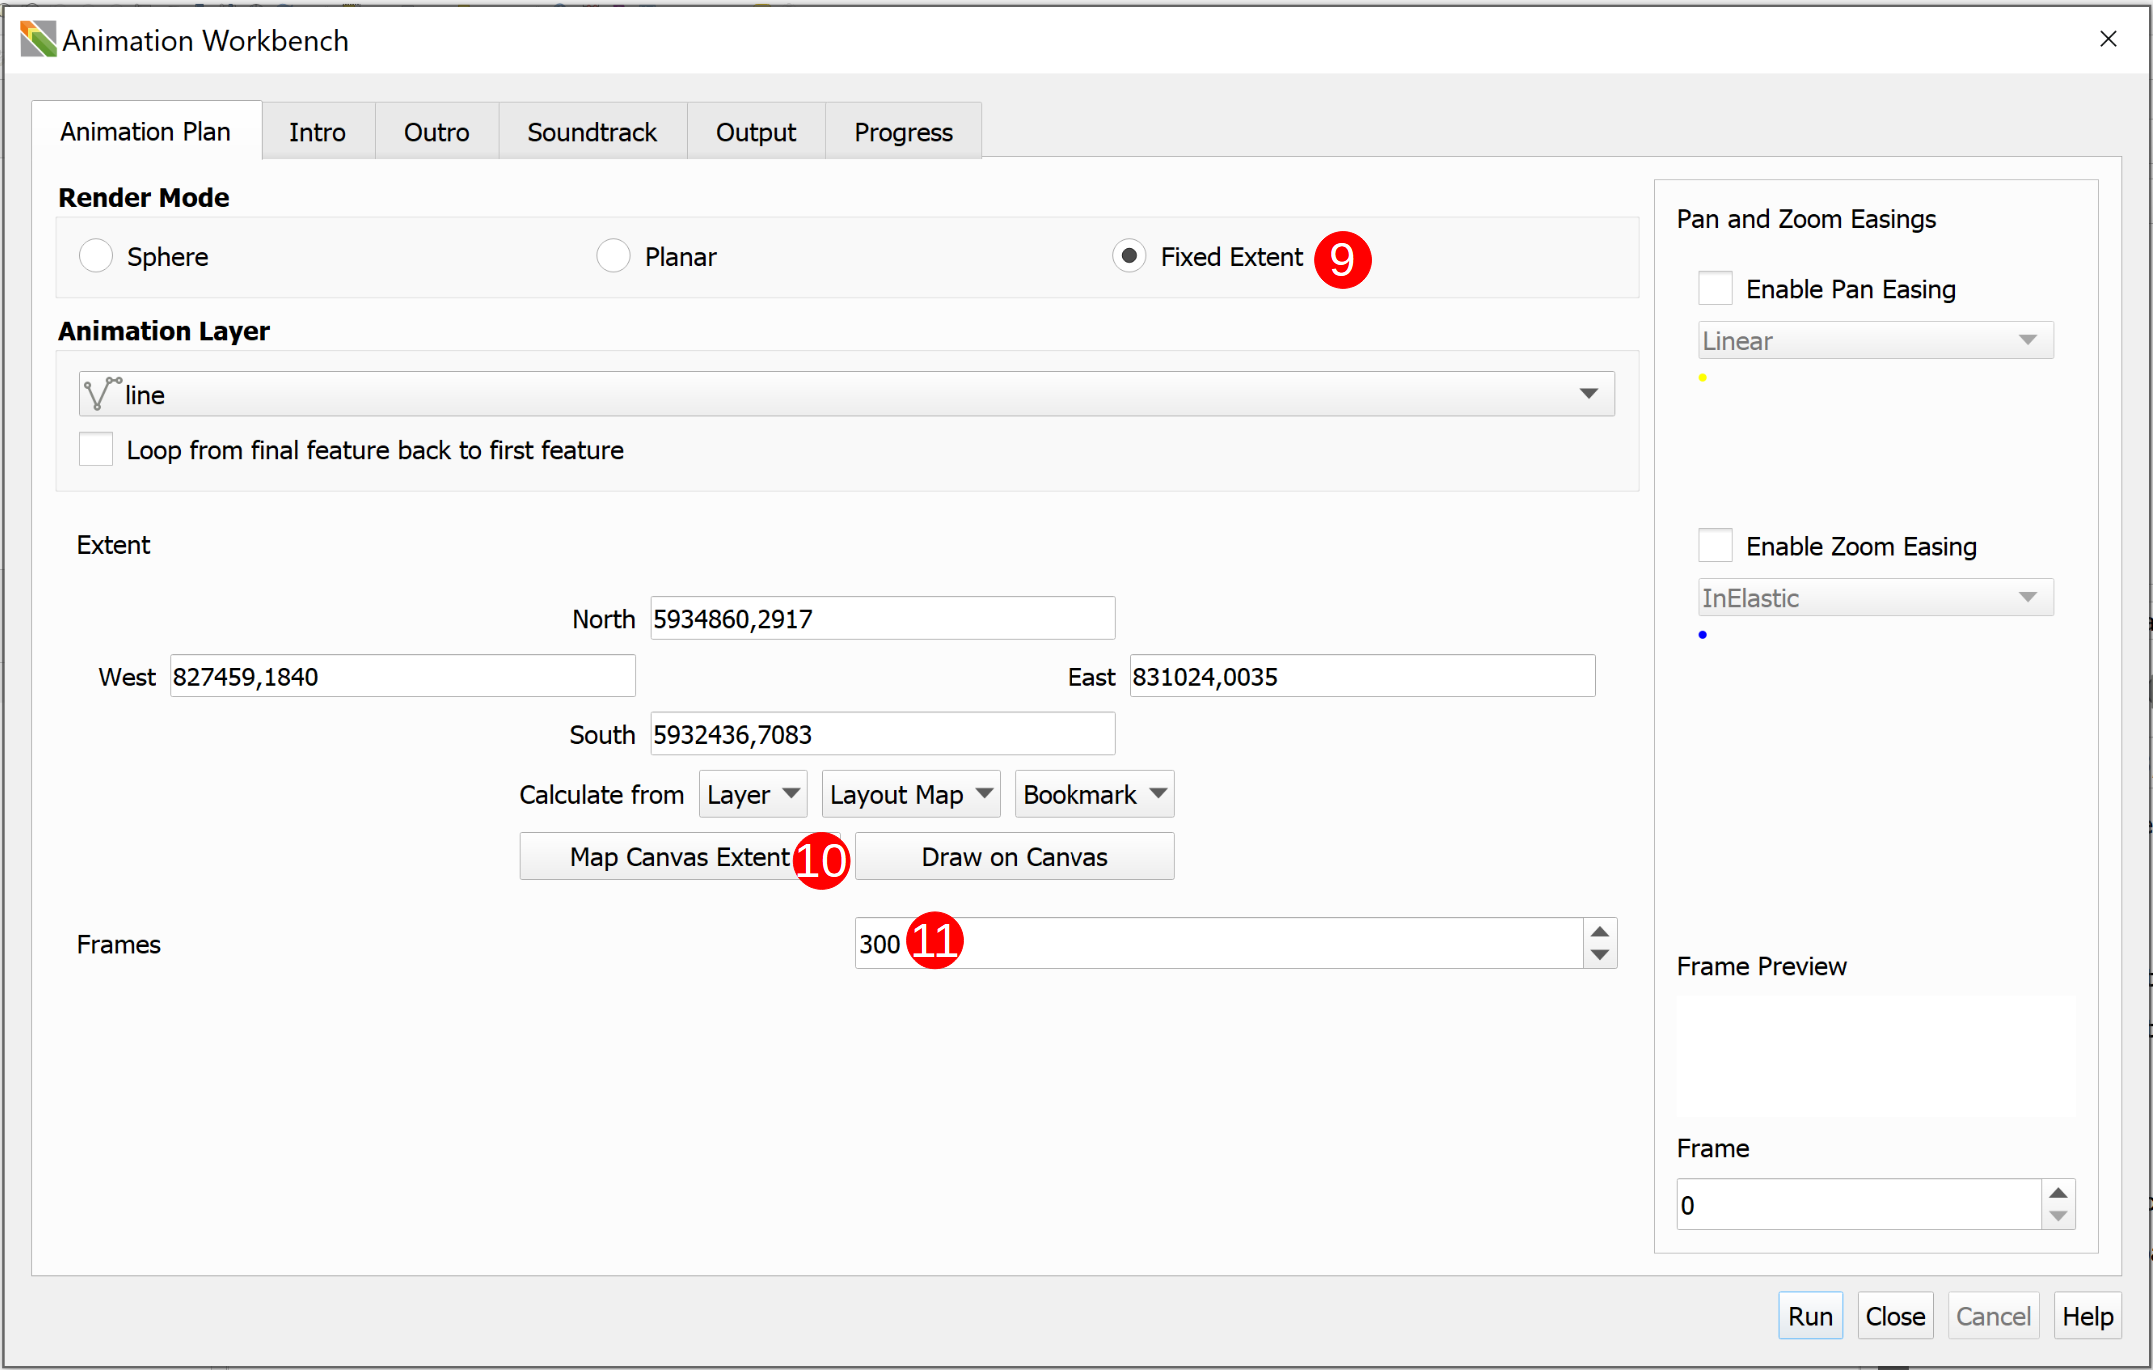 Animation Workbench
Animation Plan Intro Outro Soundtrack Output Progress
Render Mode
Sphere Planar Fixed Extent 9
Animation Layer
line
Loop from final feature back to first feature
Extent
North 5934860,2917
West 827459,1840 East 831024,0035
South 5932436,7083
Calculate from Layer Layout Map Bookmark
Map Canvas Extent 10 Draw on Canvas
Frames 300 11
Pan and Zoom Easings
Enable Pan Easing
Linear
Enable Zoom Easing
InElastic
Frame Preview
Frame
0
Run Close Cancel Help